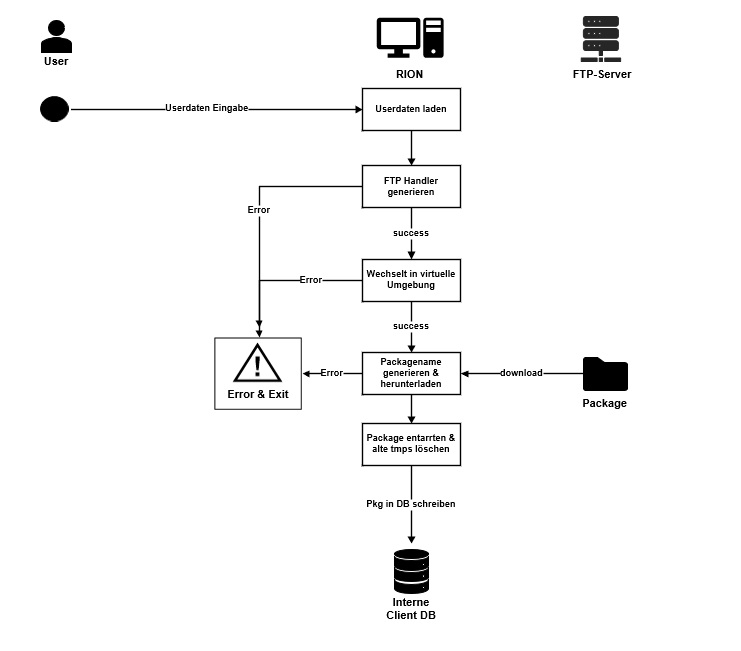 User
RION
FTP-Server
Userdaten Eingabe
Userdaten laden
FTP Handler
generieren
Error
success
Wechselt in virtuelle
Umgebung
Error
success
Packagename
generieren &
herunterladen
Error
download
Error & Exit
Package
Package entarrten &
alte tmps löschen
Pkg in DB schreiben
Interne
Client DB